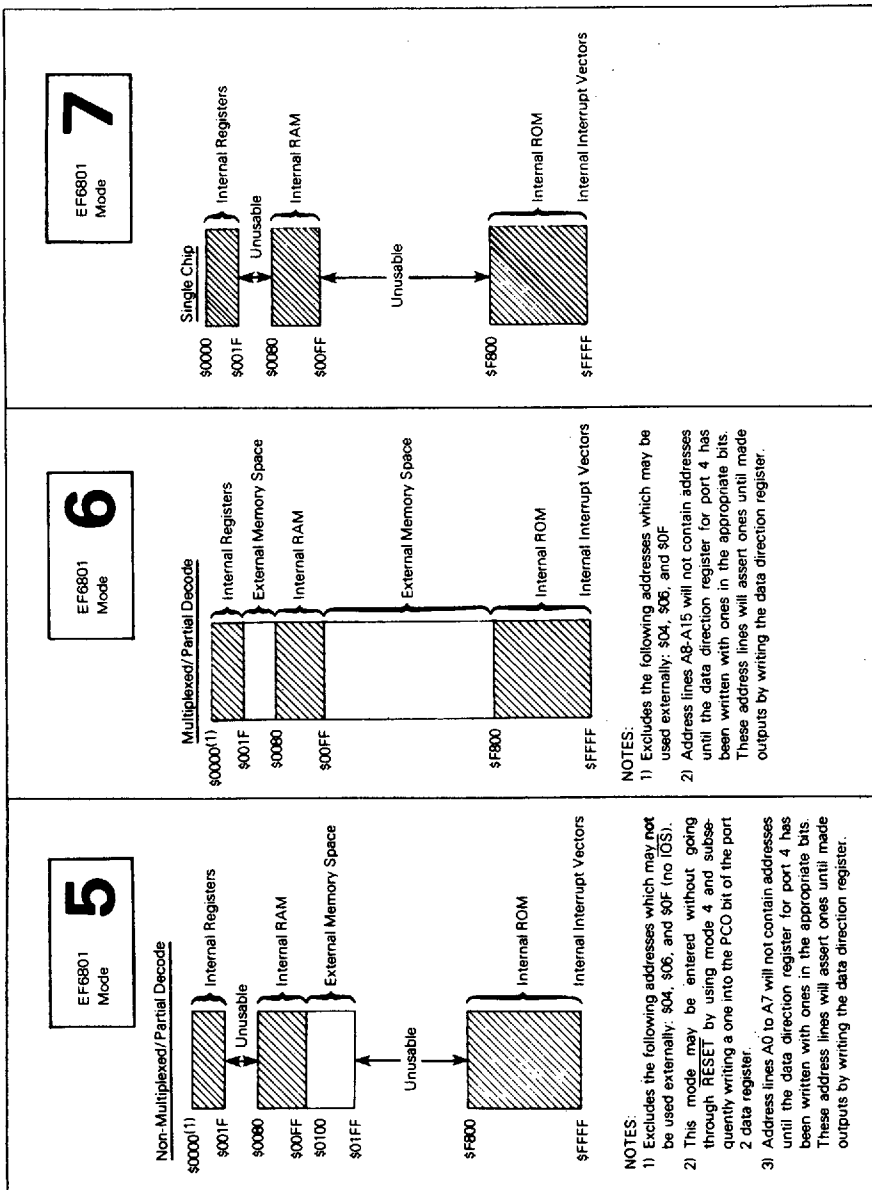 EF6801
Mode
5
Non-Multiplexed/Partial Decode
$0000(1)
$001F
$0080
$00FF
$0100
$01FF
$F800
$FFFF
Internal Registers
Unusable
Internal RAM
External Memory Space
Unusable
Internal ROM
Internal Interrupt Vectors
NOTES:
1) Excludes the following addresses which may not
be used externally: $04, $06, and $0F (no IOS).
2) This mode may be entered without going
through RESET by using mode 4 and subse-
quently writing a one into the PCO bit of the port
2 data register.
3) Address lines A0 to A7 will not contain addresses
until the data direction register for port 4 has
been written with ones in the appropriate bits.
These address lines will assert ones until made
outputs by writing the data direction register.
EF6801
Mode
6
Multiplexed/Partial Decode
$0000(1)
$001F
$0080
$00FF
$F800
$FFFF
Internal Registers
External Memory Space
Internal RAM
External Memory Space
Internal ROM
Internal Interrupt Vectors
NOTES:
1) Excludes the following addresses which may be
used externally: $04, $06, and $0F
2) Address lines A8-A15 will not contain addresses
until the data direction register for port 4 has
been written with ones in the appropriate bits.
These address lines will assert ones until made
outputs by writing the data direction register.
EF6801
Mode
7
Single Chip
$0000
$001F
$0080
$00FF
$F800
$FFFF
Internal Registers
Unusable
Internal RAM
Unusable
Internal ROM
Internal Interrupt Vectors